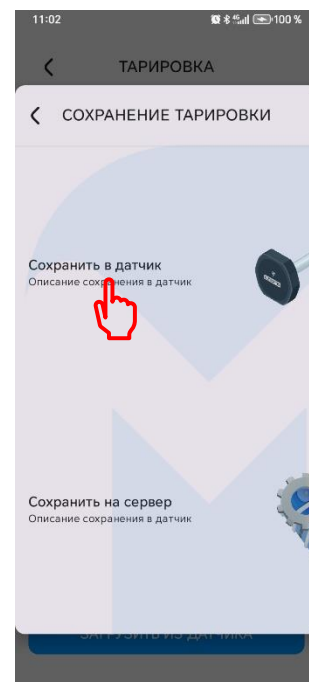 11:02
100 %
ТАРИРОВКА
СОХРАНЕНИЕ ТАРИРОВКИ
Сохранить в датчик
Описание сохранения в датчик
Сохранить на сервер
Описание сохранения в датчик
ЗАГРУЗИТЬ ИЗ ДАТЧИКА